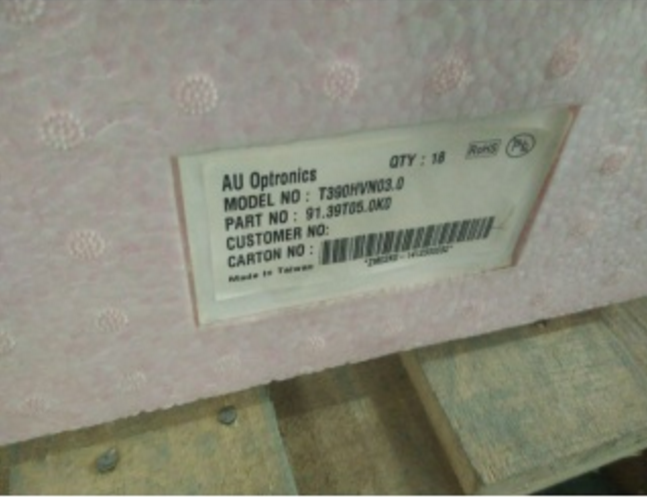 AU Optronics QTY : 18 RoHS Pb
MODEL NO : T390HVN03.0
PART NO : 91.39T05.0K0
CUSTOMER NO:
CARTON NO :
Made in Taiwan